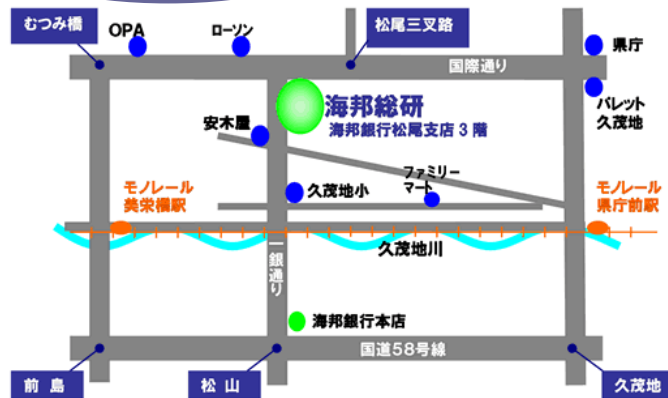 むつみ橋
OPA
ローソン
松尾三叉路
県庁
国際通り
パレット
久茂地
海邦総研
海邦銀行松尾支店3階
安木屋
ファミリー
マート
久茂地小
モノレール
美栄橋駅
モノレール
県庁前駅
久茂地川
一銀通り
海邦銀行本店
国道58号線
前島
松山
久茂地